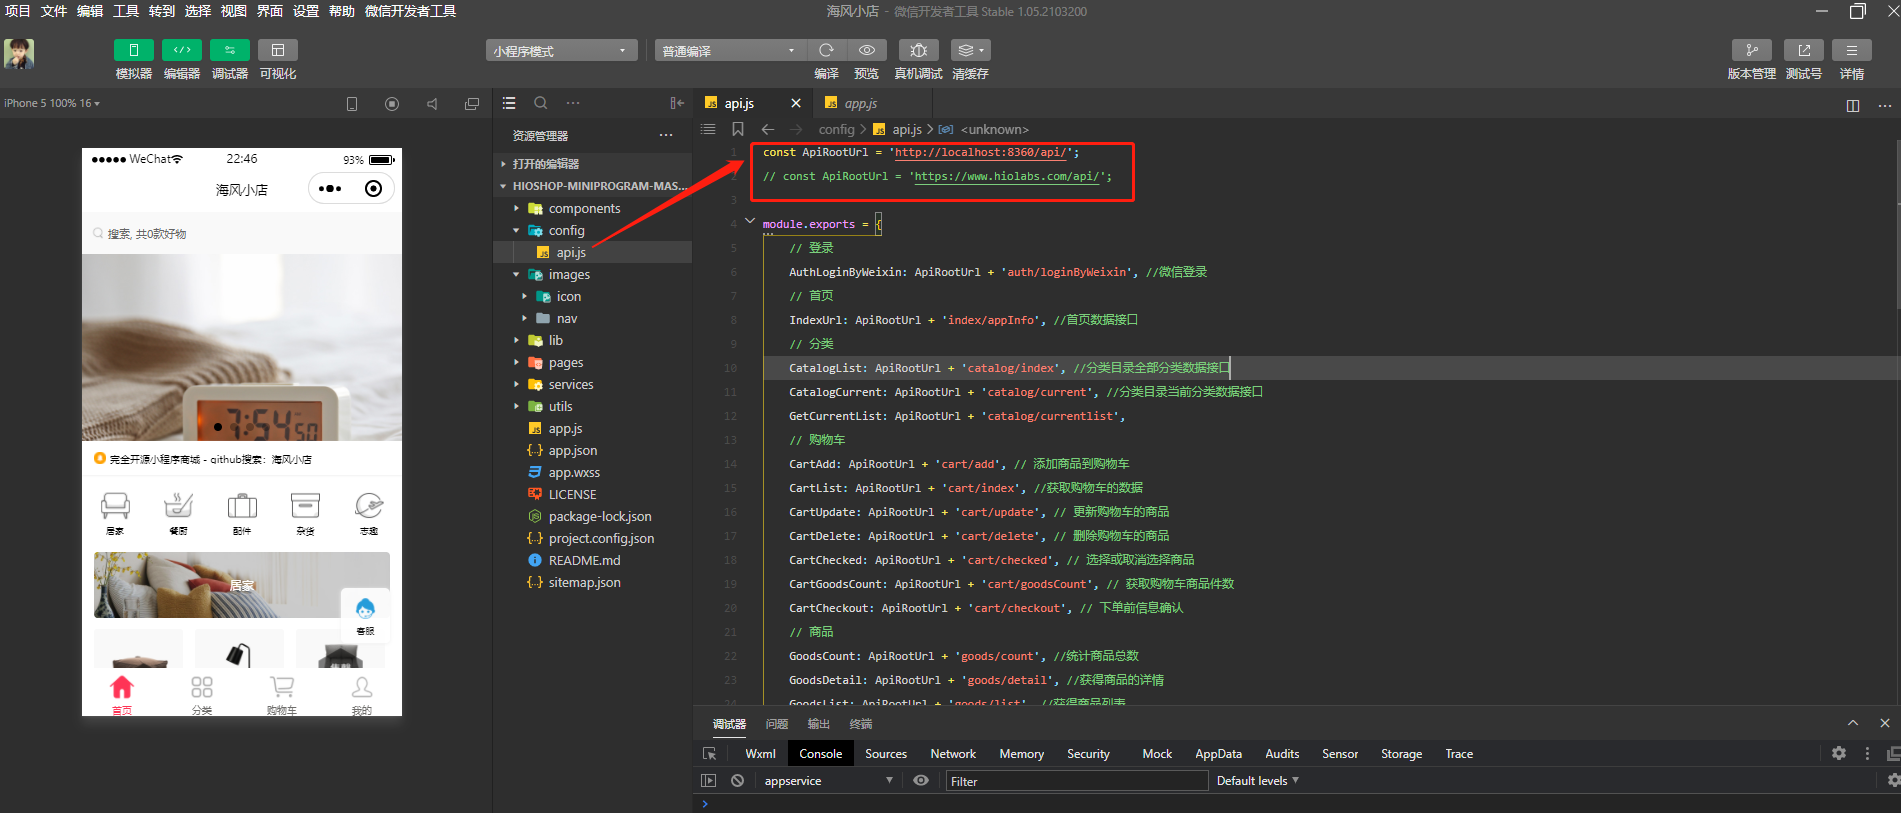 项目 文件 编辑 工具 转到 选择 视图 界面 设置 帮助 微信开发者工具
海风小店 - 微信开发者工具 Stable 1.05.2103200
模拟器 编辑器 调试器 可视化
小程序模式
普通编译
编译 预览 真机调试 清缓存
版本管理 测试号 详情
iPhone 5 100% 16
WeChat 22:46 93%
海风小店
搜索, 共0款好物
7:54 50
完全开源小程序商城 - github搜索：海风小店
居家 餐厨 配件 杂货 志趣
居家
客服
首页 分类 购物车 我的
资源管理器
打开的编辑器
HIOSHOP-MINIPROGRAM-MAS...
components
config
api.js
images
icon
nav
lib
pages
services
utils
app.js
app.json
app.wxss
LICENSE
package-lock.json
project.config.json
README.md
sitemap.json
api.js app.js
config > api.js > <unknown>
1 const ApiRootUrl = 'http://localhost:8360/api/';
2 // const ApiRootUrl = 'https://www.hiolabs.com/api/';
3
4 module.exports = {
5 // 登录
6 AuthLoginByWeixin: ApiRootUrl + 'auth/loginByWeixin', //微信登录
7 // 首页
8 IndexUrl: ApiRootUrl + 'index/appInfo', //首页数据接口
9 // 分类
10 CatalogList: ApiRootUrl + 'catalog/index', //分类目录全部分类数据接口
11 CatalogCurrent: ApiRootUrl + 'catalog/current', //分类目录当前分类数据接口
12 GetCurrentList: ApiRootUrl + 'catalog/currentlist',
13 // 购物车
14 CartAdd: ApiRootUrl + 'cart/add', // 添加商品到购物车
15 CartList: ApiRootUrl + 'cart/index', //获取购物车的数据
16 CartUpdate: ApiRootUrl + 'cart/update', // 更新购物车的商品
17 CartDelete: ApiRootUrl + 'cart/delete', // 删除购物车的商品
18 CartChecked: ApiRootUrl + 'cart/checked', // 选择或取消选择商品
19 CartGoodsCount: ApiRootUrl + 'cart/goodsCount', // 获取购物车商品件数
20 CartCheckout: ApiRootUrl + 'cart/checkout', // 下单前信息确认
21 // 商品
22 GoodsCount: ApiRootUrl + 'goods/count', //统计商品总数
23 GoodsDetail: ApiRootUrl + 'goods/detail', //获得商品的详情
24 GoodsList: ApiRootUrl + 'goods/list', //获得商品列表
调试器 问题 输出 终端
Wxml Console Sources Network Memory Security Mock AppData Audits Sensor Storage Trace
appservice Filter Default levels